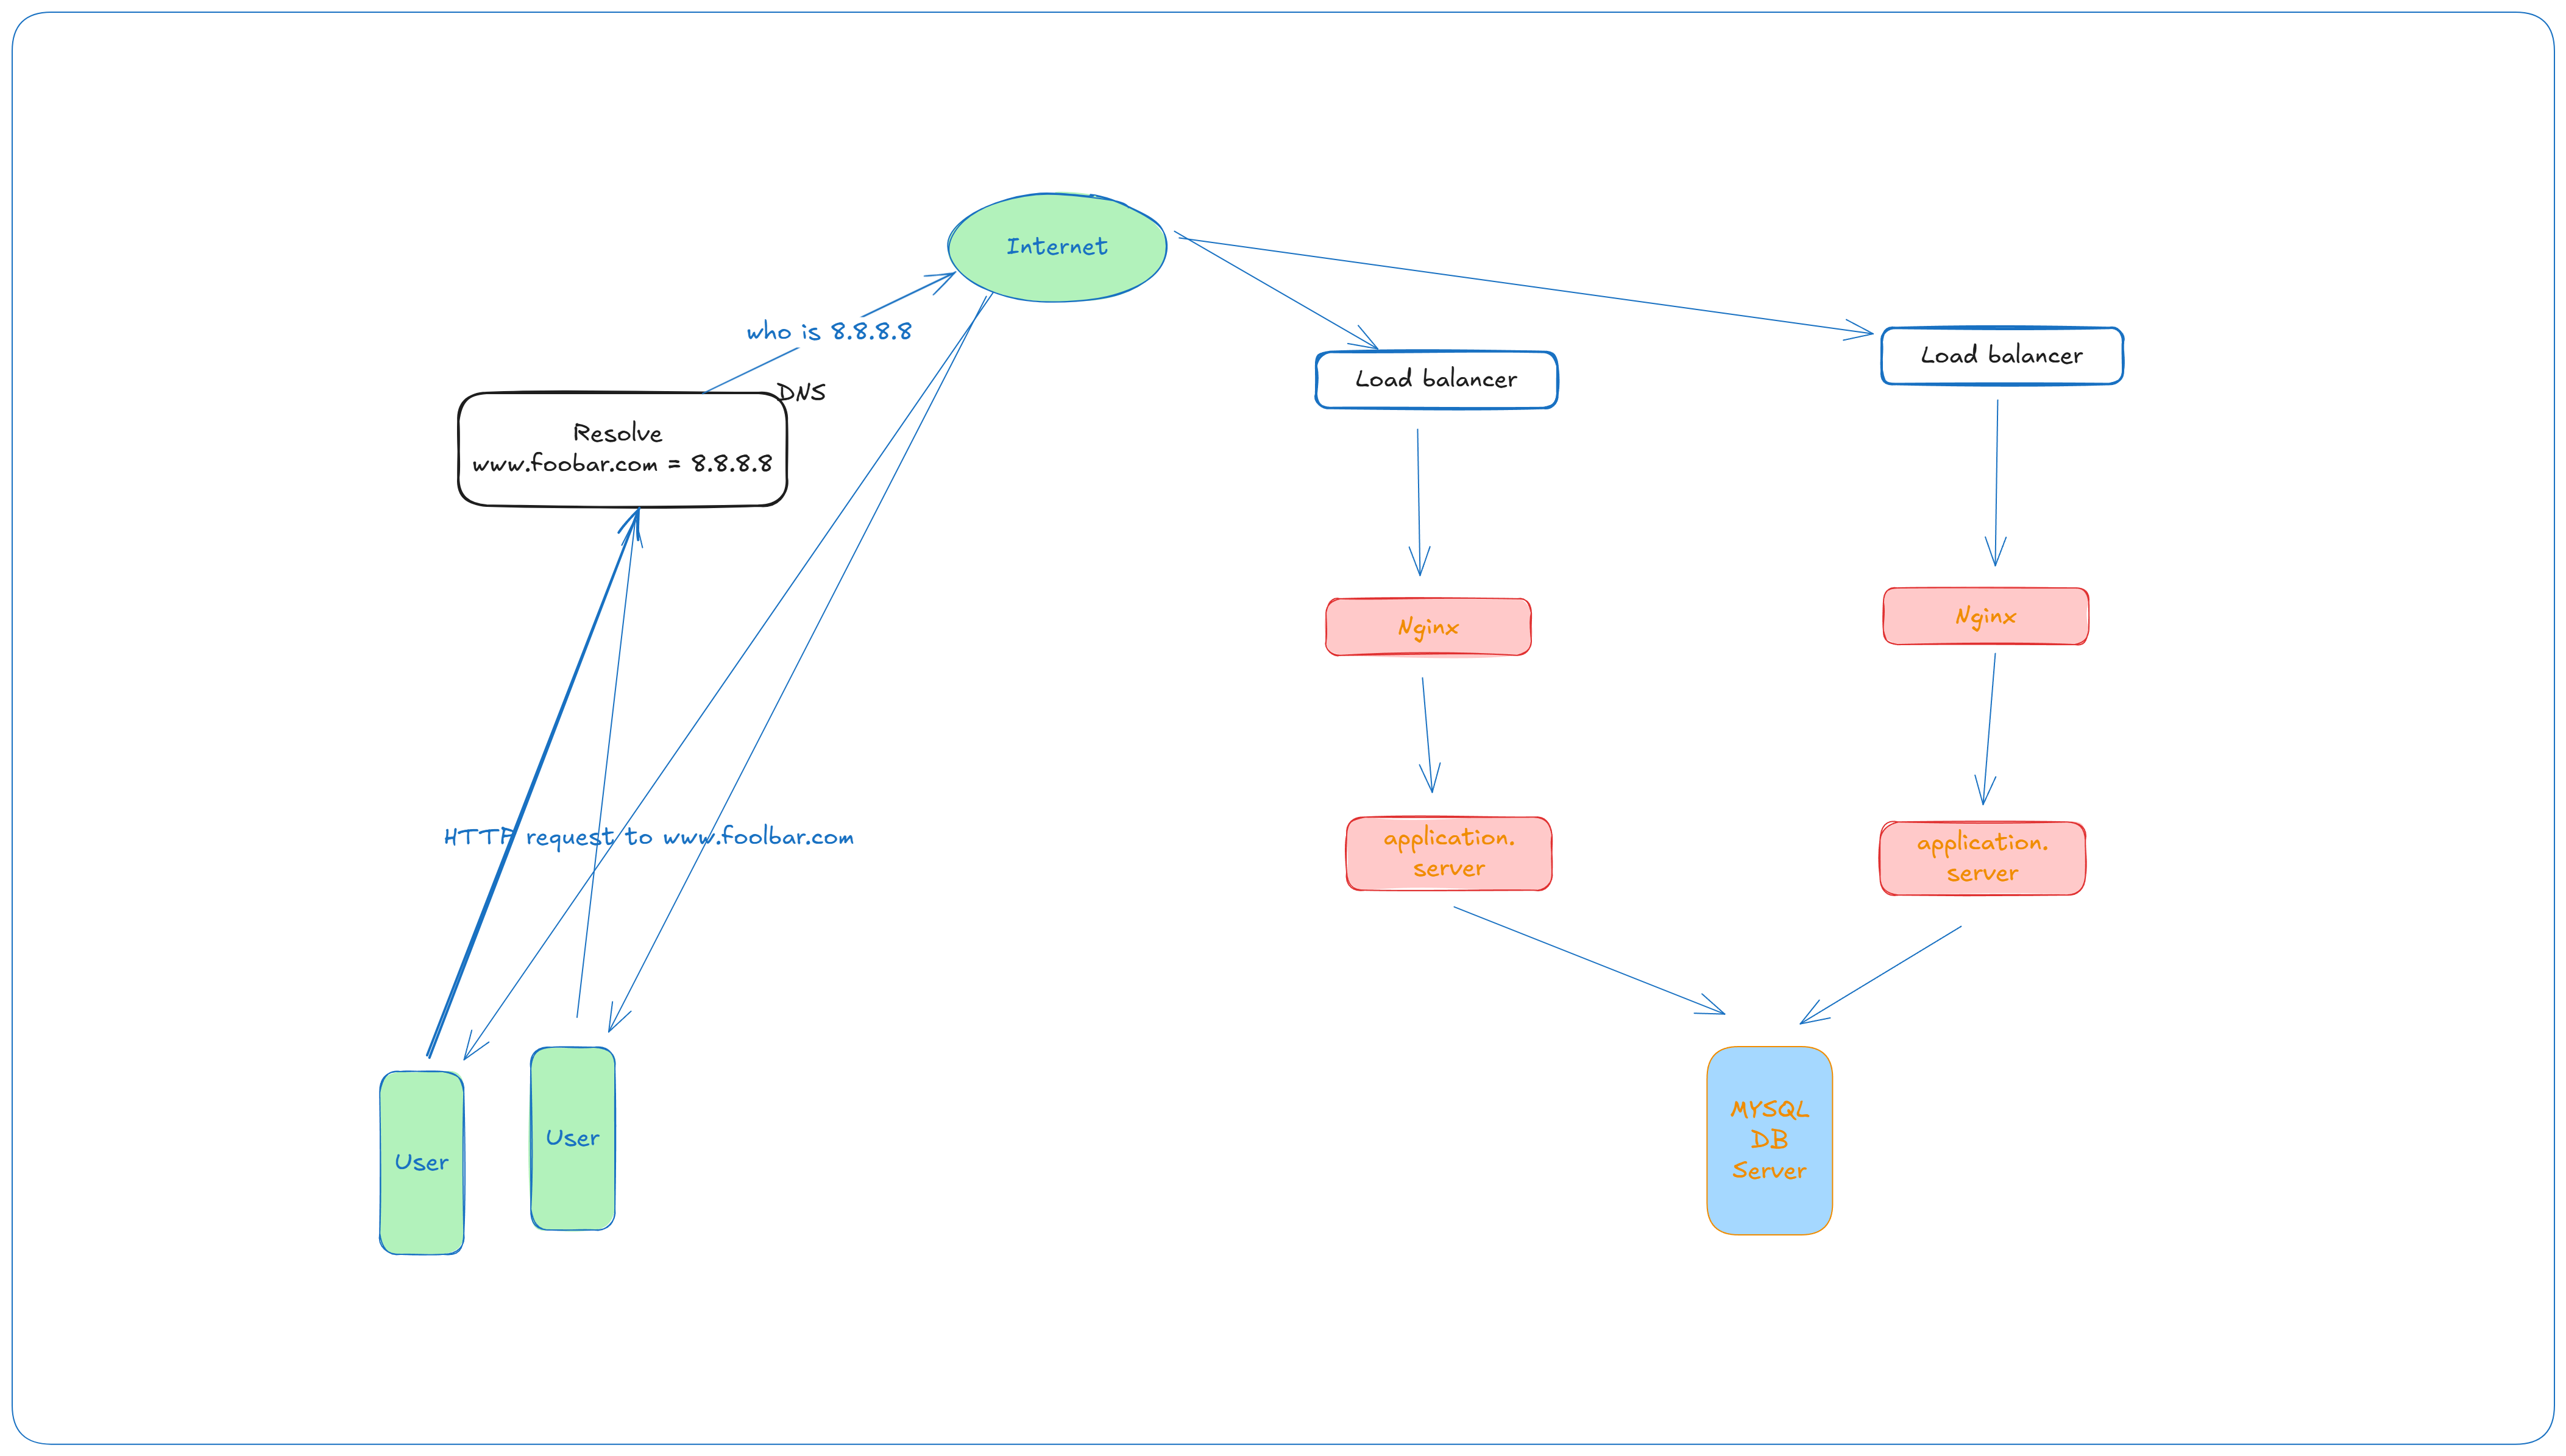 Internet
who is 8.8.8.8
DNS
Resolve
www.foobar.com = 8.8.8.8
Load balancer
Load balancer
Nginx
Nginx
HTTP request to www.foolbar.com
application.
server
application.
server
User
User
MYSQL
DB
Server